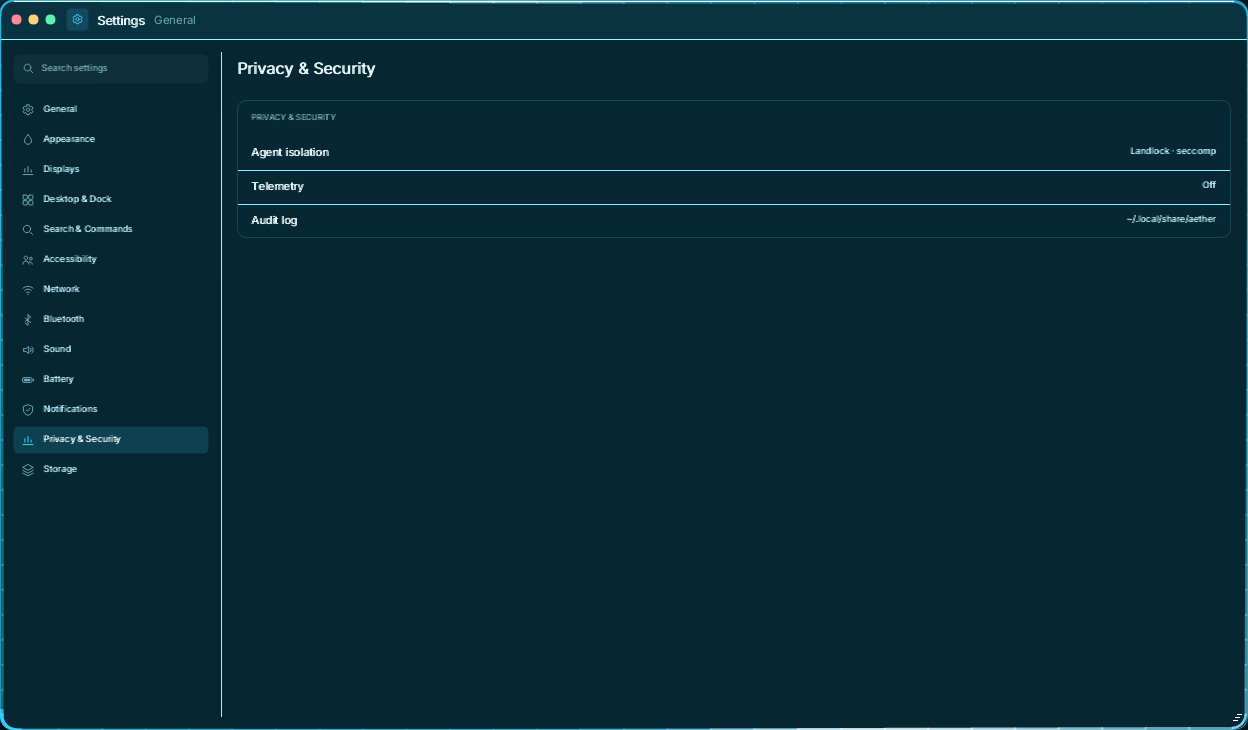 Settings General
Search settings
General
Appearance
Displays
Desktop & Dock
Search & Commands
Accessibility
Network
Bluetooth
Sound
Battery
Notifications
Privacy & Security
Storage
Privacy & Security
PRIVACY & SECURITY
Agent isolation Landlock · seccomp
Telemetry Off
Audit log ~/.local/share/aether